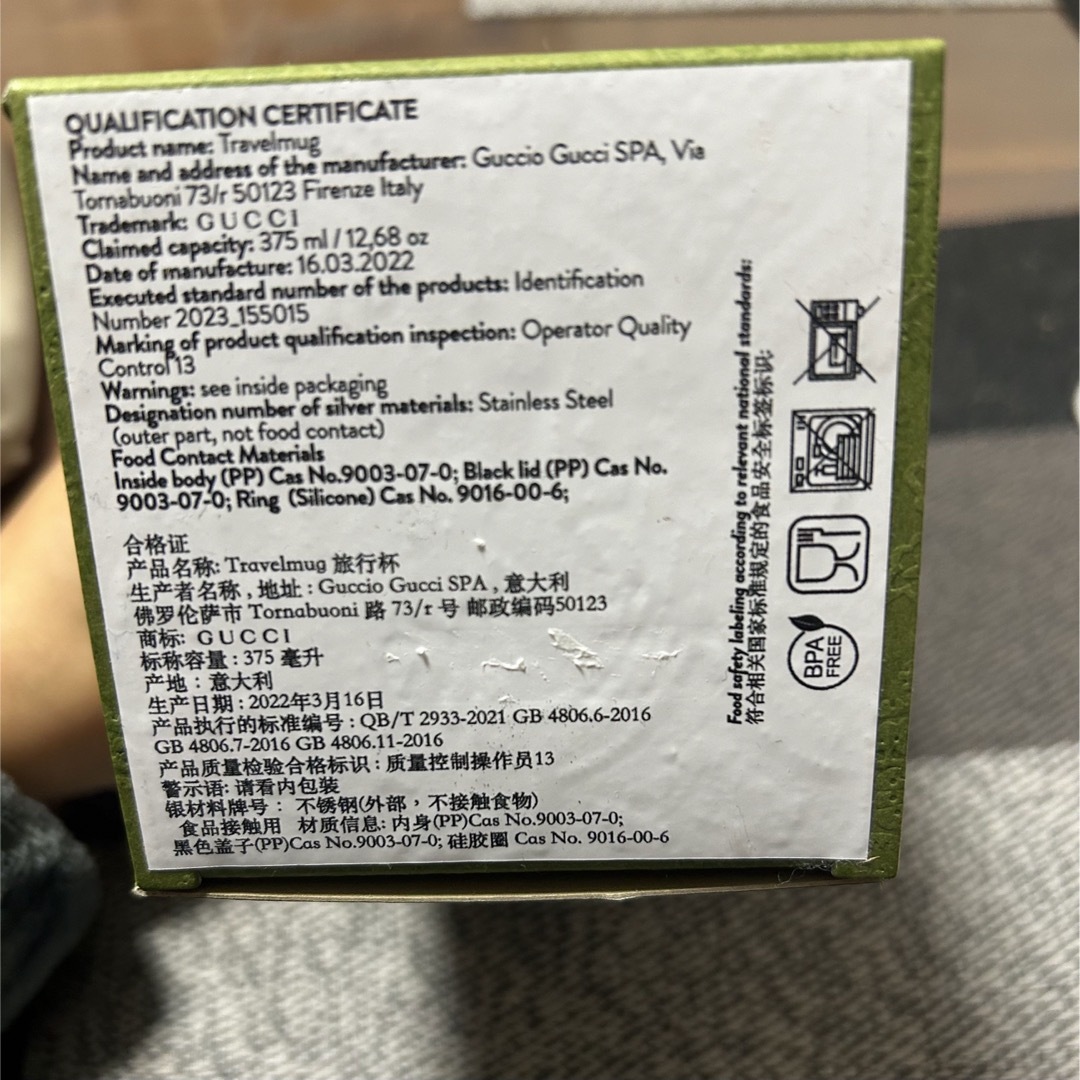 QUALIFICATION CERTIFICATE
Product name: Travelmug
Name and address of the manufacturer: Guccio Gucci SPA, Via
Tornabuoni 73/r 50123 Firenze Italy
Trademark: GUCCI
Claimed capacity: 375 ml / 12,68 oz
Date of manufacture: 16.03.2022
Executed standard number of the products: Identification
Number 2023_155015
Marking of product qualification inspection: Operator Quality
Control 13
Warnings: see inside packaging
Designation number of silver materials: Stainless Steel
(outer part, not food contact)
Food Contact Materials
Inside body (PP) Cas No.9003-07-0; Black lid (PP) Cas No.
9003-07-0; Ring (Silicone) Cas No. 9016-00-6;
合格证
产品名称: Travelmug 旅行杯
生产者名称，地址: Guccio Gucci SPA , 意大利
佛罗伦萨市 Tornabuoni 路 73/r 号 邮政编码50123
商标: GUCCI
标称容量: 375 毫升
产地: 意大利
生产日期: 2022年3月16日
产品执行的标准编号: QB/T 2933-2021 GB 4806.6-2016
GB 4806.7-2016 GB 4806.11-2016
产品质量检验合格标识: 质量控制操作员13
警示语: 请看内包装
银材料牌号: 不锈钢(外部，不接触食物)
食品接触用 材质信息: 内身(PP)Cas No.9003-07-0;
黑色盖子(PP)Cas No.9003-07-0; 硅胶圈 Cas No. 9016-00-6
Food safety labeling according to relevant national standards:
符合相关国家标准规定的食品安全标签标识:
BPA
FREE